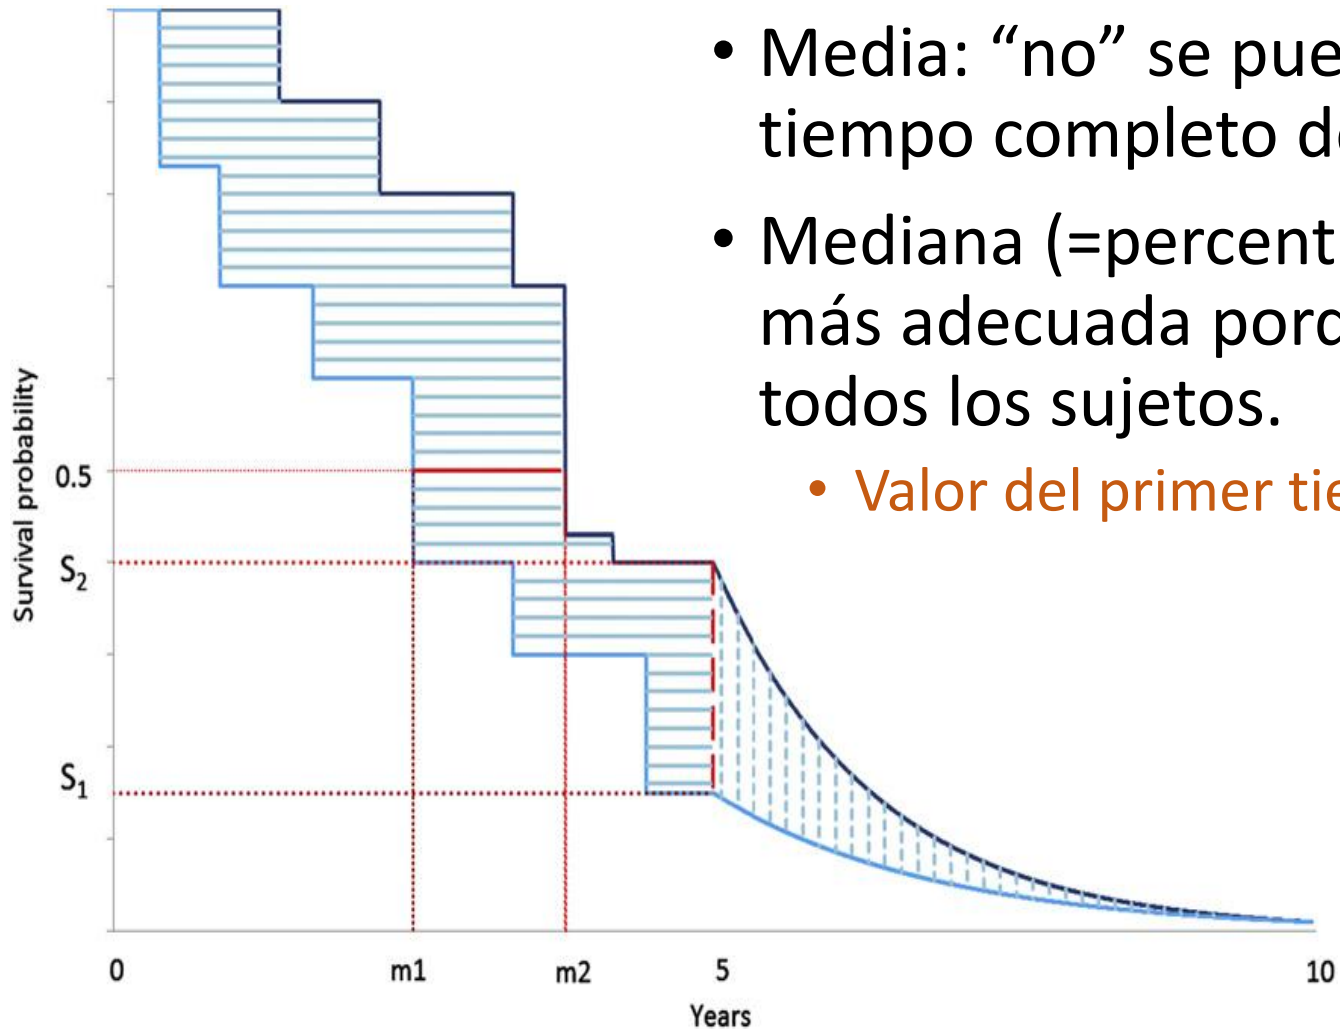 • Media: “no” se pue
tiempo completo d
• Mediana (=percent
más adecuada por
todos los sujetos.
• Valor del primer tie
Survival probability
0.5
S₂
S₁
0
m1
m2
5
10
Years